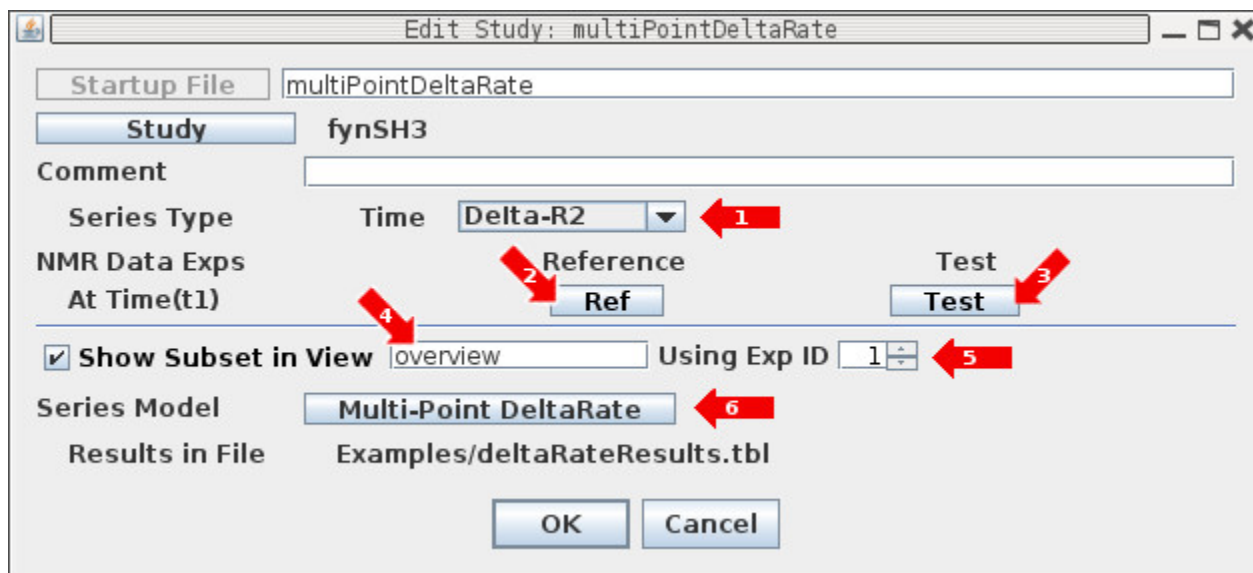 Edit Study: multiPointDeltaRate
Startup File multiPointDeltaRate
Study fynSH3
Comment
Series Type Time Delta-R2 1
NMR Data Exps Reference Test
2 3
At Time(t1) Ref Test
4
Show Subset in View overview Using Exp ID 1 5
Series Model Multi-Point DeltaRate 6
Results in File Examples/deltaRateResults.tbl
OK Cancel